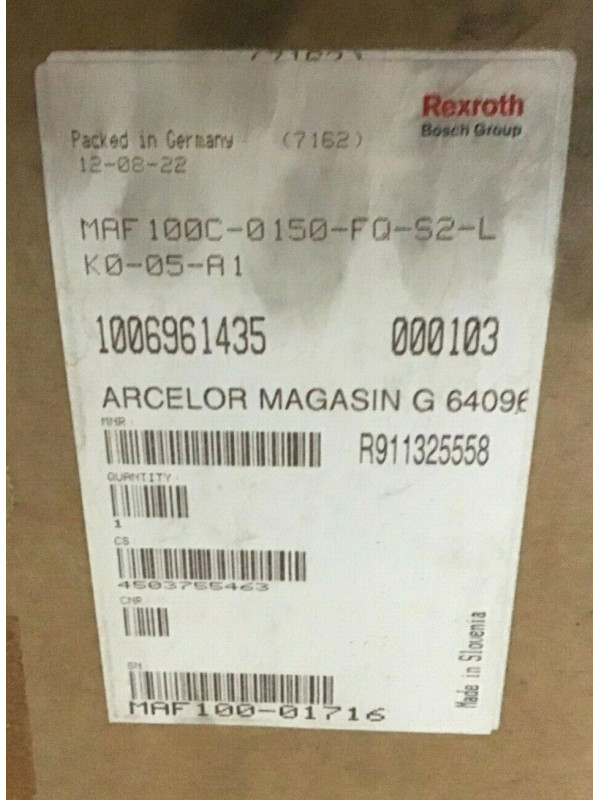 Rexroth
Bosch Group
Packed in Germany (7162)
12-08-22
MAF100C-0150-FQ-S2-L
K0-05-A1
1006961435 000103
ARCELOR MAGASIN G 64096
MNR:
R911325558
QUANTITY:
1
CS
4503755463
CNR
SN
MAF100-01716
Made in Slovenia